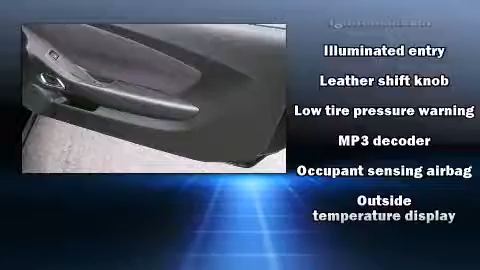 Illuminated entry
Leather shift knob
Low tire pressure warning
MP3 decoder
Occupant sensing airbag
Outside
temperature display